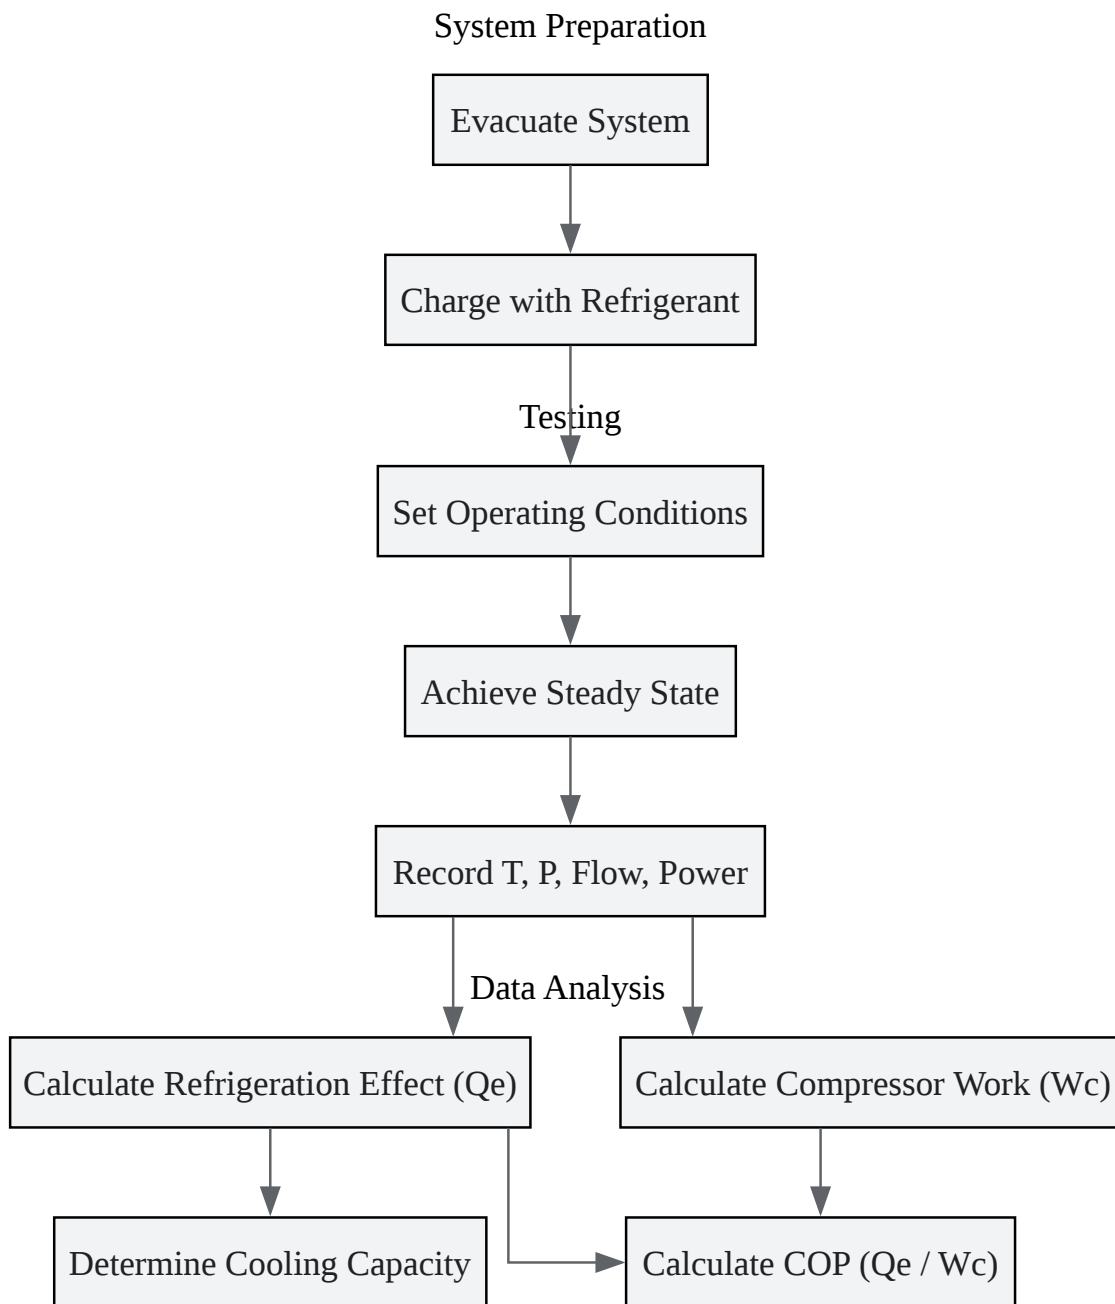 System Preparation
Evacuate System
Charge with Refrigerant
Testing
Set Operating Conditions
Achieve Steady State
Record T, P, Flow, Power
Data Analysis
Calculate Refrigeration Effect (Qe)
Calculate Compressor Work (Wc)
Determine Cooling Capacity
Calculate COP (Qe / Wc)